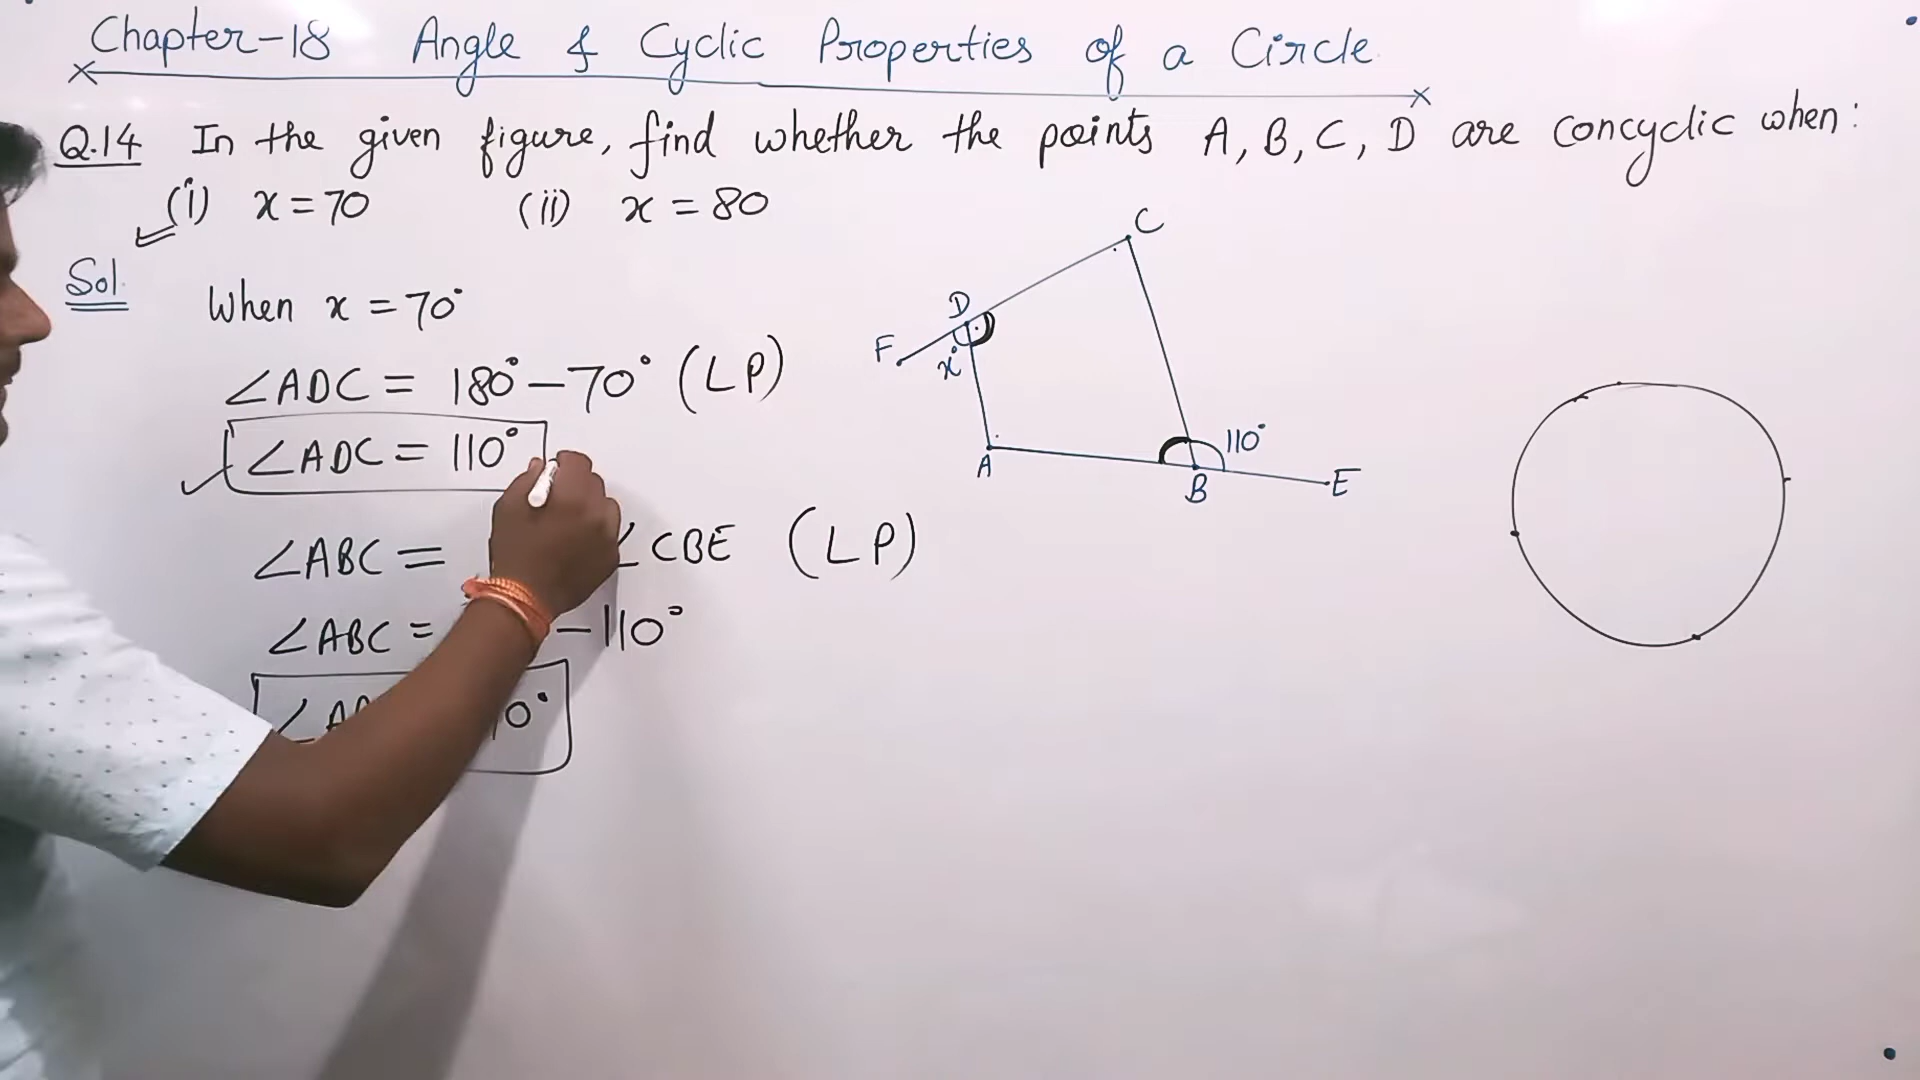 Chapter-18 Angle & Cyclic Properties of a Circle
Q.14 In the given figure, find whether the points A, B, C, D are concyclic when:
(i) x = 70 (ii) x = 80
Sol.
When x = 70°
∠ADC = 180° - 70° (LP)
∠ADC = 110°
∠ABC = ∠CBE (LP)
∠ABC = - 110°
0°
C
D
F
x°
A
110°
B
E